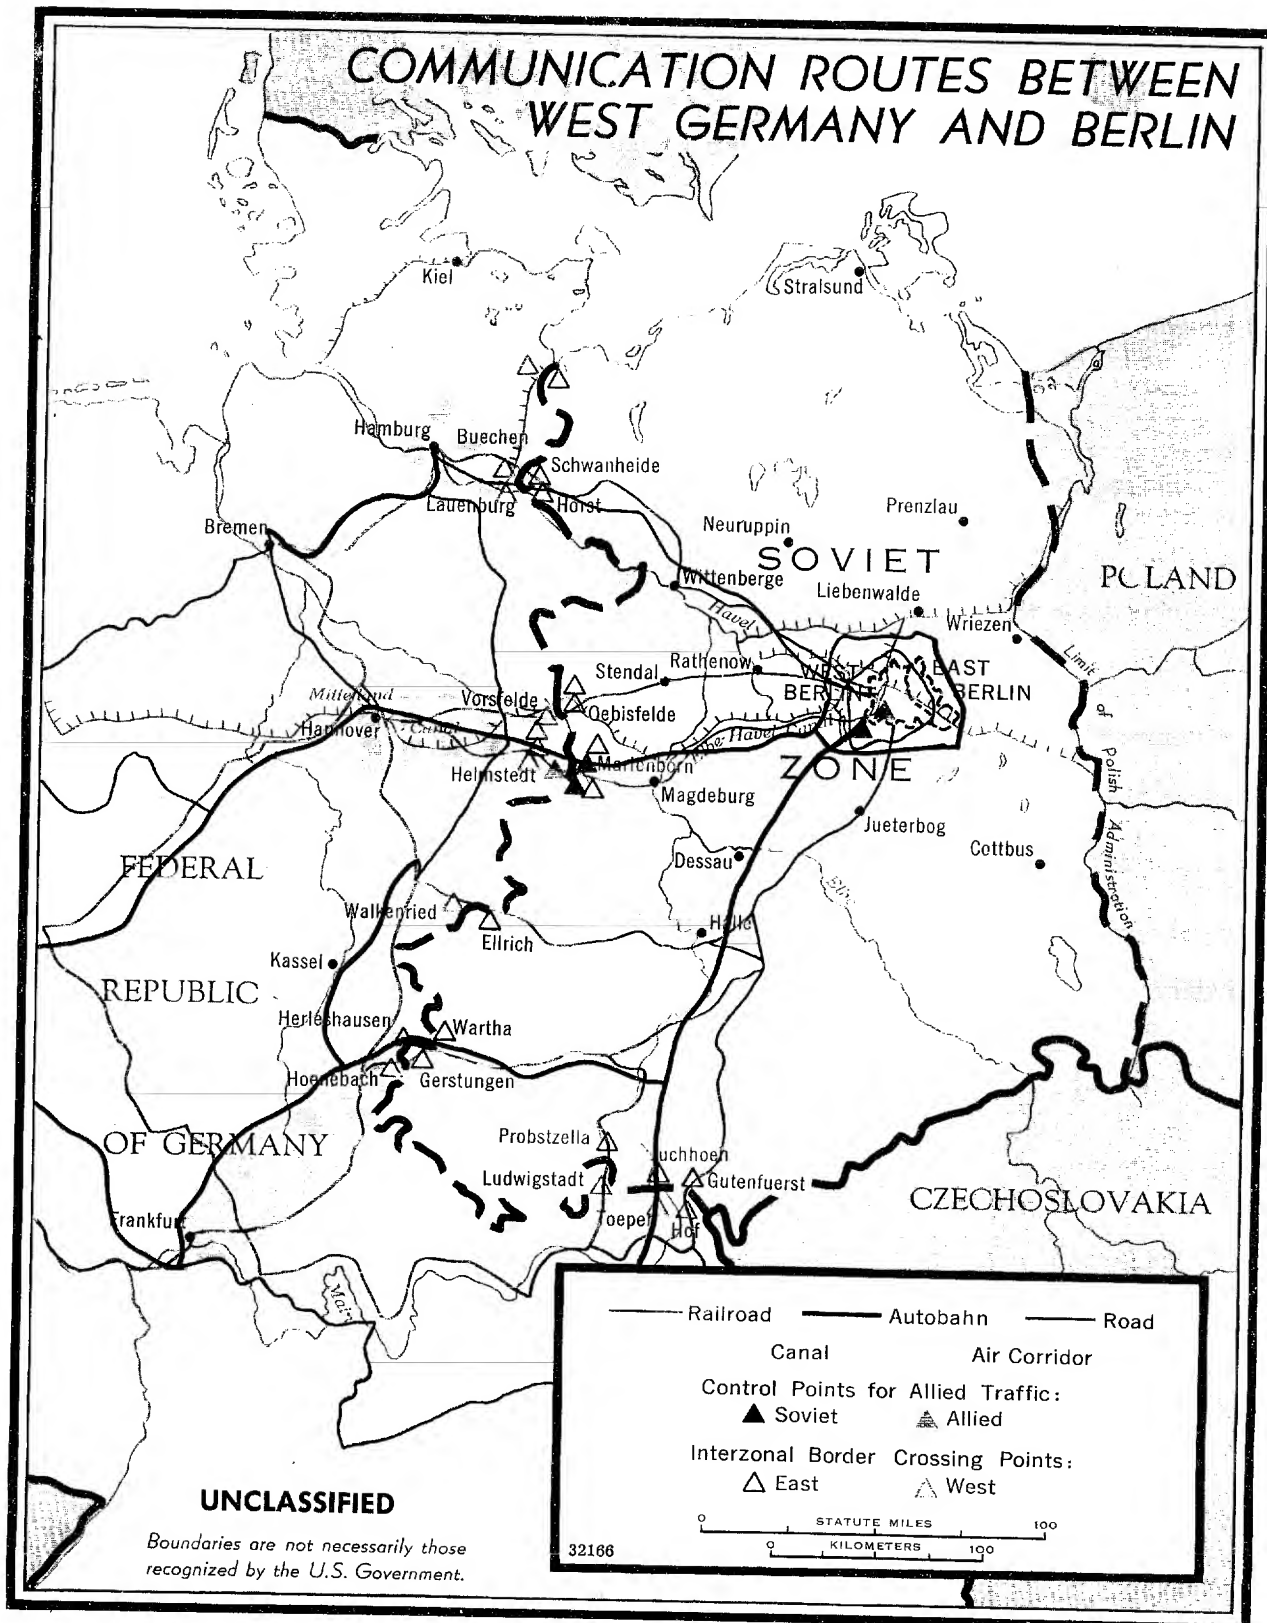 COMMUNICATION ROUTES BETWEEN
WEST GERMANY AND BERLIN
Kiel
Stralsund
Hamburg
Buechen
Schwanheide
Lauenburg
Horst
Bremen
Prenzlau
Neuruppin
SOVIET
POLAND
Wittenberge
Liebenwalde
Havel
Wriezen
Limit
of
Polish
Administration
Stendal
Rathenow
WEST
BERLIN
EAST
BERLIN
Mittelland
Canal
Vorsfelde
Oebisfelde
Hannover
Elbe-Havel Canal
Helmstedt
Marienborn
ZONE
Magdeburg
Jueterbog
Cottbus
Dessau
Elbe
FEDERAL
Walkenried
Ellrich
Halle
Kassel
REPUBLIC
Herleshausen
Wartha
Hoenebach
Gerstungen
OF GERMANY
Probstzella
Ludwigstadt
Gutenfuerst
Hof
CZECHOSLOVAKIA
Frankfurt
Main
Railroad
Autobahn
Road
Canal
Air Corridor
Control Points for Allied Traffic:
Soviet
Allied
Interzonal Border Crossing Points:
East
West
0 STATUTE MILES 100
0 KILOMETERS 100
32166
UNCLASSIFIED
Boundaries are not necessarily those
recognized by the U.S. Government.